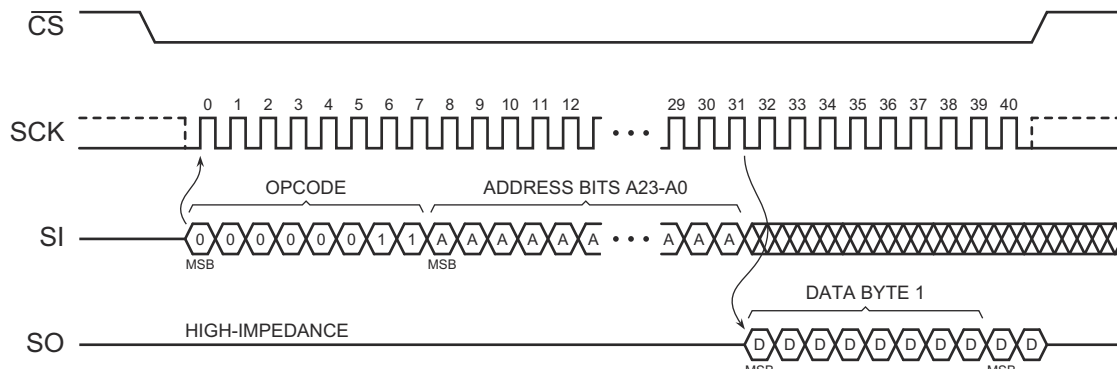 CS
0 1 2 3 4 5 6 7 8 9 10 11 12 29 30 31 32 33 34 35 36 37 38 39 40
SCK
OPCODE ADDRESS BITS A23-A0
SI 0 0 0 0 0 0 1 1 A A A A A A A A A
MSB MSB
DATA BYTE 1
HIGH-IMPEDANCE
SO D D D D D D D D D D
MSB MSB